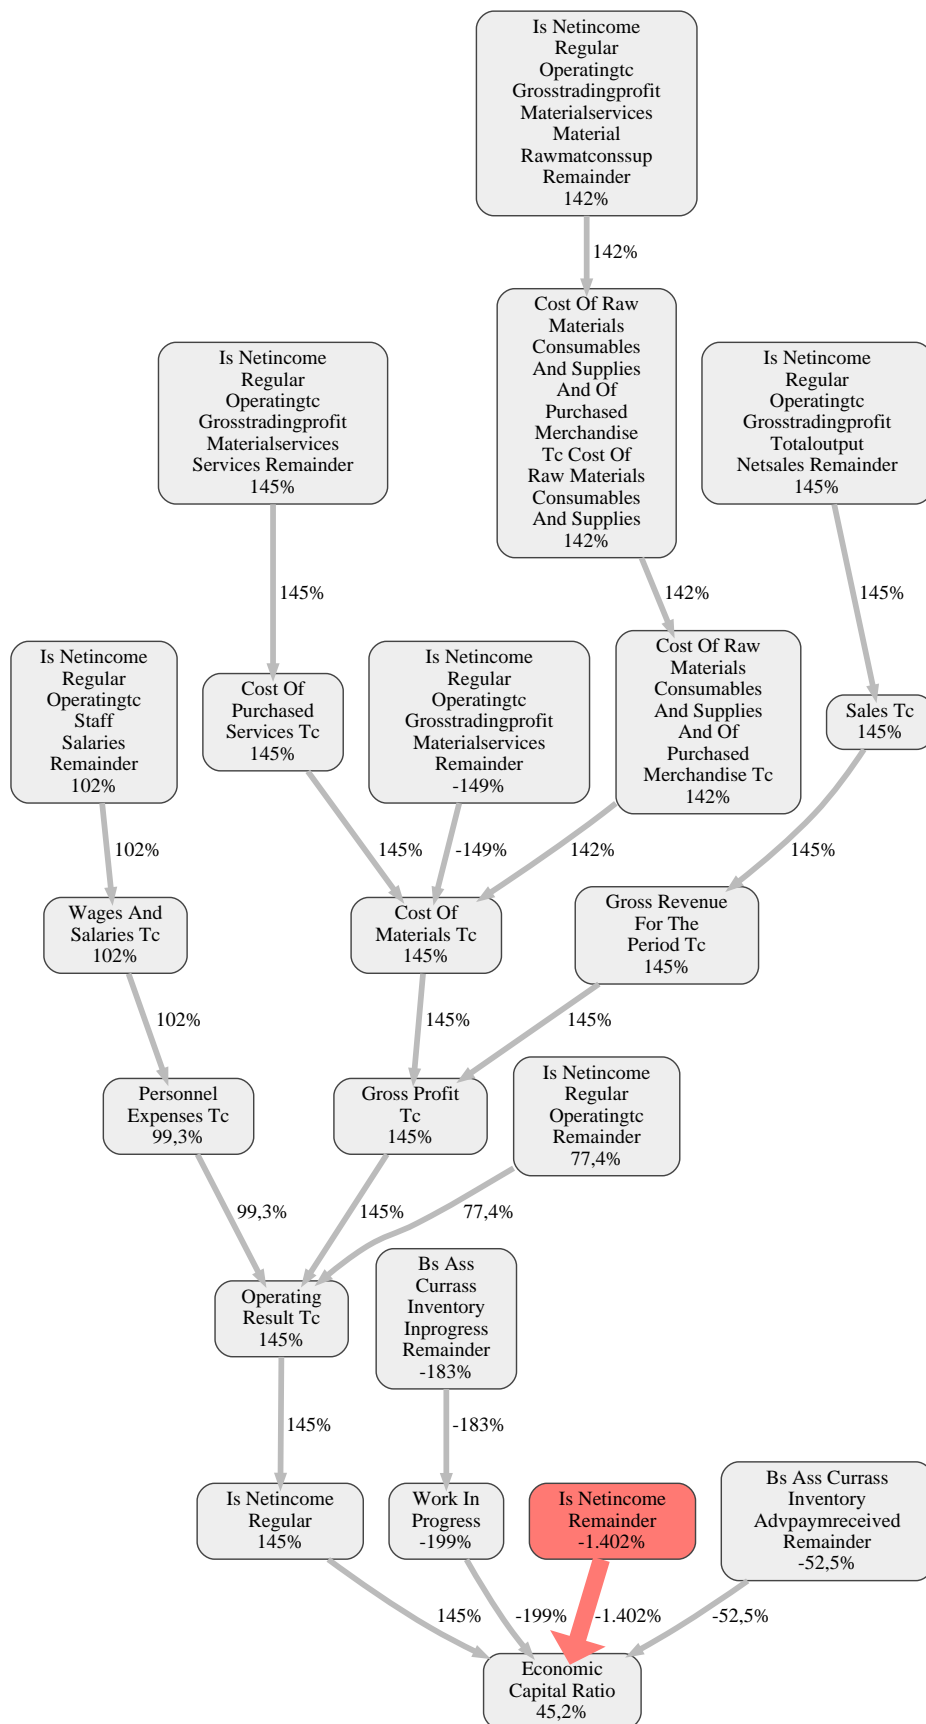 Is Netincome
Regular
Operatingtc
Grosstradingprofit
Materialservices
Material
Rawmatconssup
Remainder
142%
142%
Cost Of Raw
Materials
Consumables
And Supplies
And Of
Purchased
Merchandise
Tc Cost Of
Raw Materials
Consumables
And Supplies
142%
Is Netincome
Regular
Operatingtc
Grosstradingprofit
Materialservices
Services Remainder
145%
Is Netincome
Regular
Operatingtc
Grosstradingprofit
Totaloutput
Netsales Remainder
145%
145%
142%
145%
Is Netincome
Regular
Operatingtc
Staff
Salaries
Remainder
102%
Cost Of
Purchased
Services Tc
145%
Is Netincome
Regular
Operatingtc
Grosstradingprofit
Materialservices
Remainder
-149%
Cost Of Raw
Materials
Consumables
And Supplies
And Of
Purchased
Merchandise Tc
142%
Sales Tc
145%
102%
145%
-149%
142%
145%
Wages And
Salaries Tc
102%
Cost Of
Materials Tc
145%
Gross Revenue
For The
Period Tc
145%
102%
145%
145%
Personnel
Expenses Tc
99,3%
Gross Profit
Tc
145%
Is Netincome
Regular
Operatingtc
Remainder
77,4%
99,3%
145%
77,4%
Operating
Result Tc
145%
Bs Ass
Currass
Inventory
Inprogress
Remainder
-183%
145%
-183%
Is Netincome
Regular
145%
Work In
Progress
-199%
Is Netincome
Remainder
-1.402%
Bs Ass Currass
Inventory
Advpaymreceived
Remainder
-52,5%
145%
-199%
-1.402%
-52,5%
Economic
Capital Ratio
45,2%